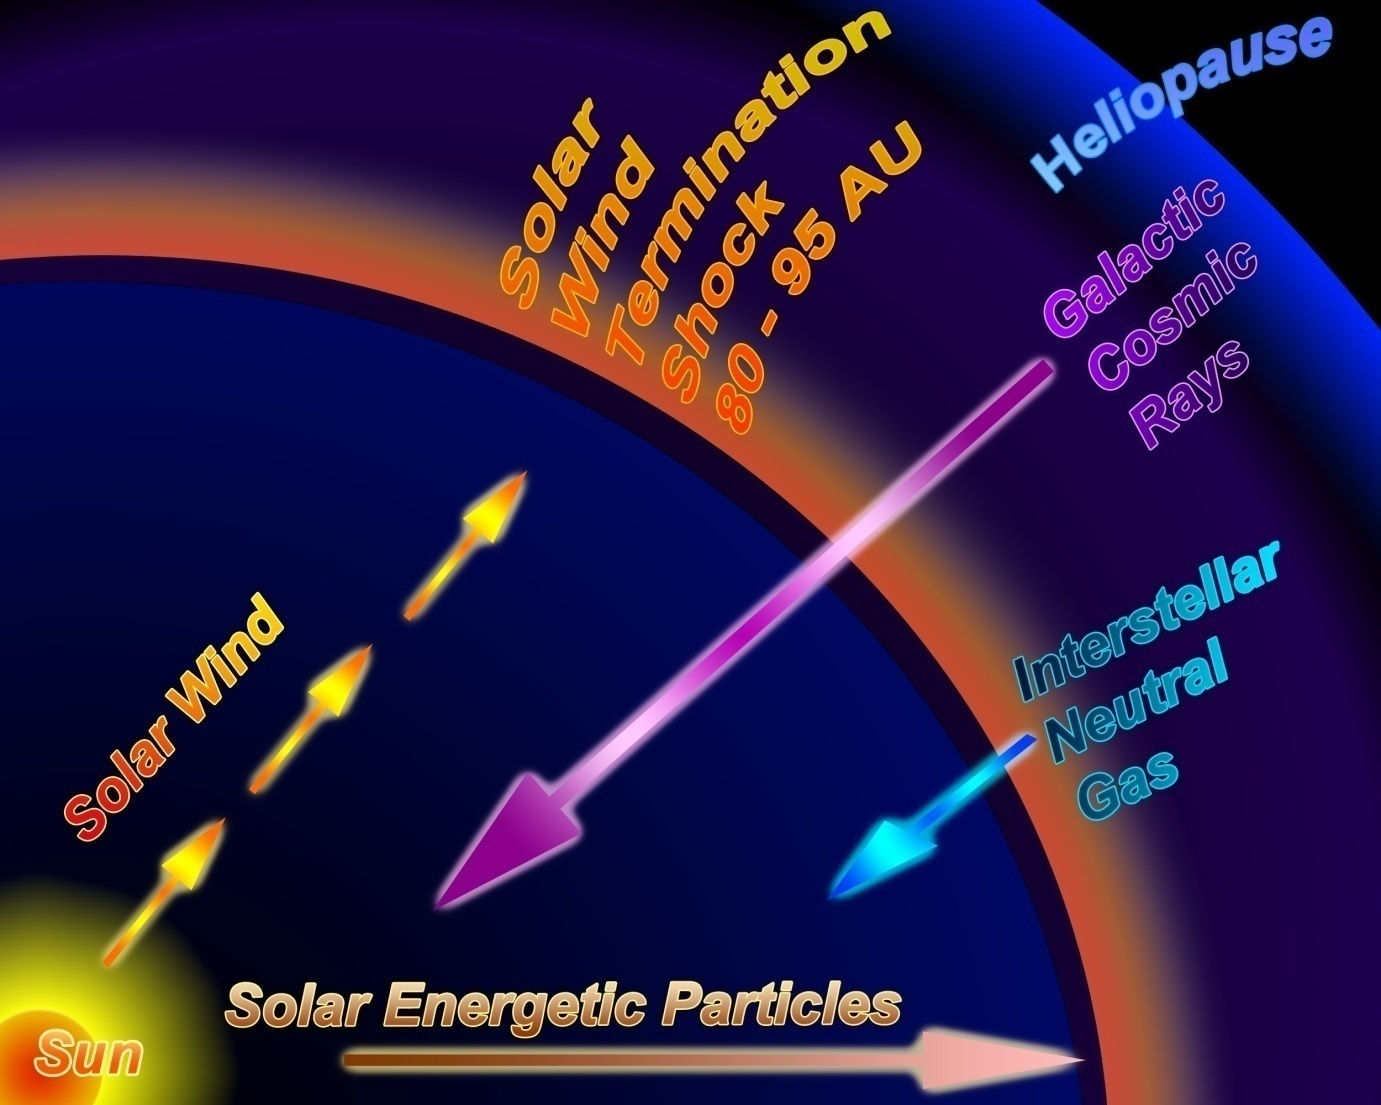 Solar
Wind
Termination
Shock
80 - 95 AU
Heliopause
Galactic
Cosmic
Rays
Interstellar
Neutral
Gas
Solar Wind
Solar Energetic Particles
Sun